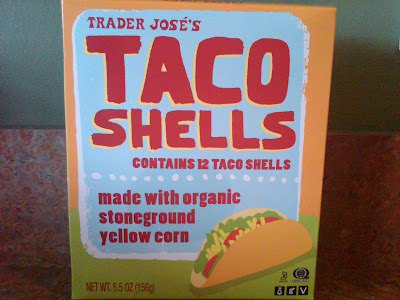 TRADER JOSÉ'S
TACO
SHELLS
CONTAINS 12 TACO SHELLS
made with organic
stoneground
yellow corn
NET WT. 5.5 OZ (156g)